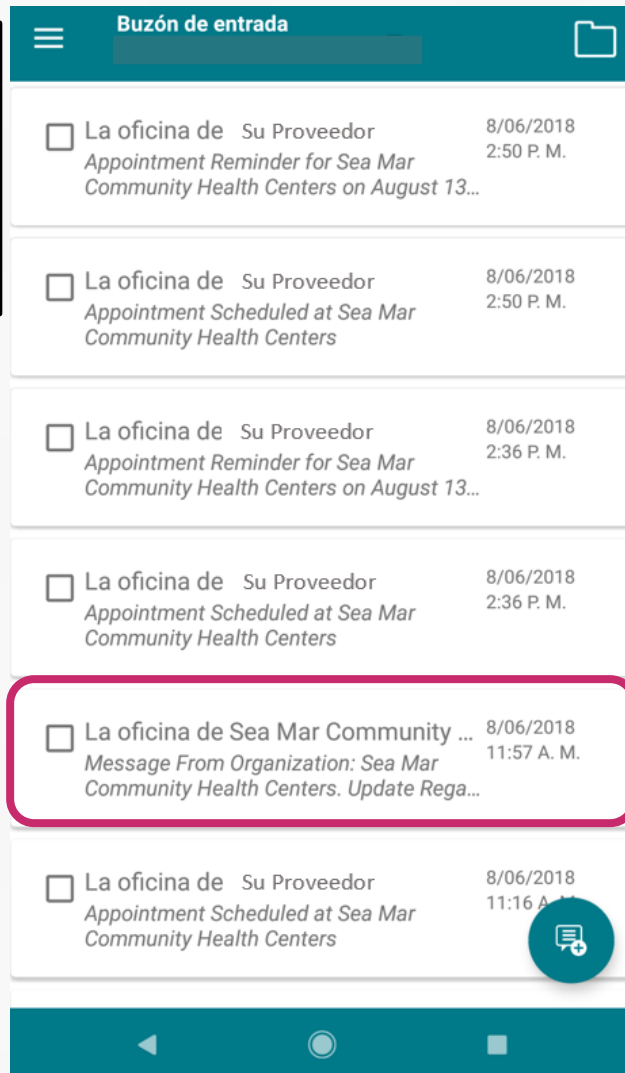 Buzón de entrada
La oficina de Su Proveedor 8/06/2018
Appointment Reminder for Sea Mar 2:50 P. M.
Community Health Centers on August 13...
La oficina de Su Proveedor 8/06/2018
Appointment Scheduled at Sea Mar 2:50 P. M.
Community Health Centers
La oficina de Su Proveedor 8/06/2018
Appointment Reminder for Sea Mar 2:36 P. M.
Community Health Centers on August 13...
La oficina de Su Proveedor 8/06/2018
Appointment Scheduled at Sea Mar 2:36 P. M.
Community Health Centers
La oficina de Sea Mar Community ... 8/06/2018
Message From Organization: Sea Mar 11:57 A. M.
Community Health Centers. Update Rega...
La oficina de Su Proveedor 8/06/2018
Appointment Scheduled at Sea Mar 11:16 A
Community Health Centers